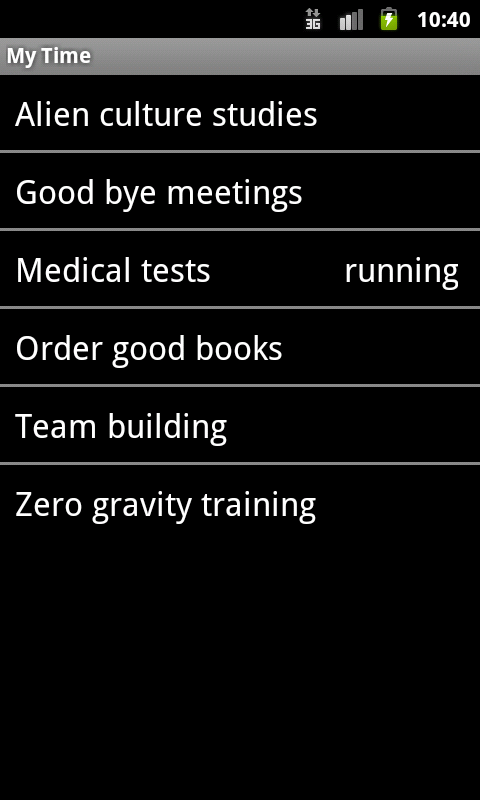 3G 10:40
My Time
Alien culture studies
Good bye meetings
Medical tests running
Order good books
Team building
Zero gravity training